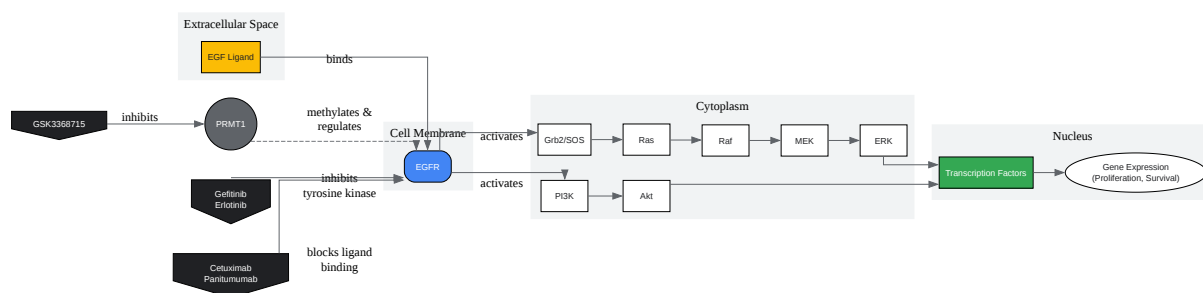 Extracellular Space
EGF Ligand
binds
GSK3368715
inhibits
PRMT1
methylates &
regulates
Cell Membrane
EGFR
inhibits
tyrosine kinase
Gefitinib
Erlotinib
blocks ligand
binding
Cetuximab
Panitumumab
activates
activates
Cytoplasm
Grb2/SOS
Ras
Raf
MEK
ERK
PI3K
Akt
Nucleus
Transcription Factors
Gene Expression
(Proliferation, Survival)